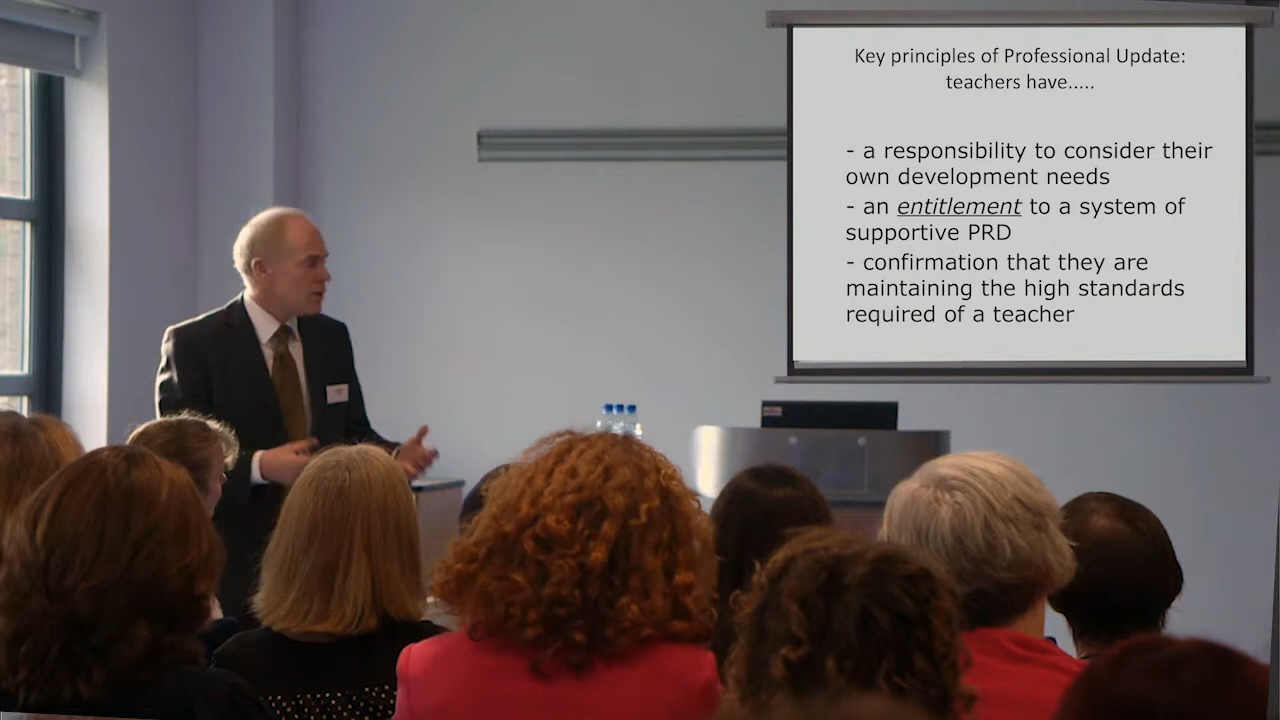 Key principles of Professional Update:
teachers have.....
- a responsibility to consider their
own development needs
- an entitlement to a system of
supportive PRD
- confirmation that they are
maintaining the high standards
required of a teacher